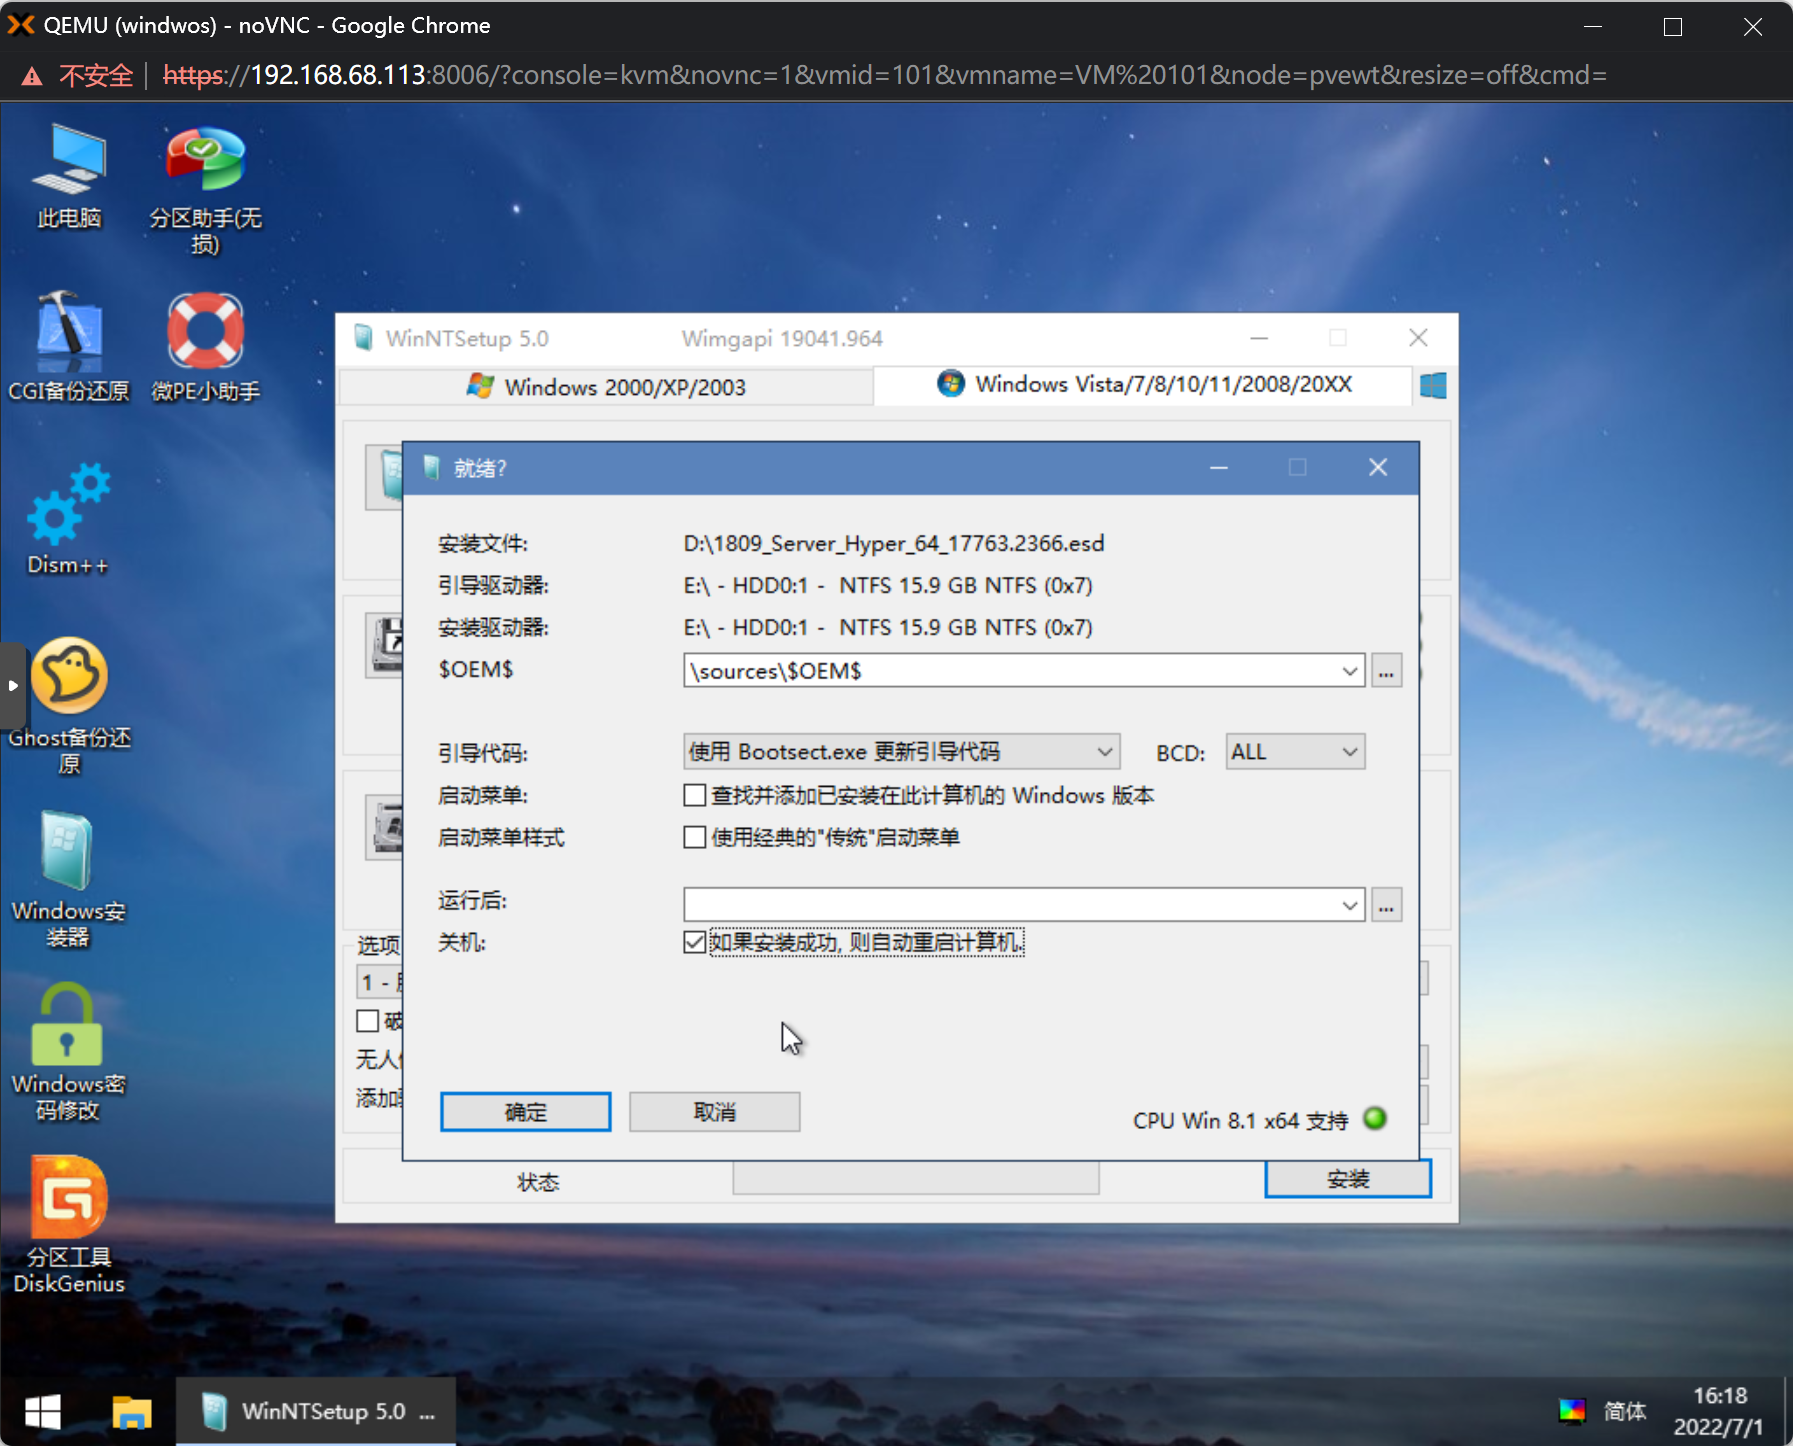 QEMU (windwos) - noVNC - Google Chrome
不安全 https://192.168.68.113:8006/?console=kvm&novnc=1&vmid=101&vmname=VM%20101&node=pvewt&resize=off&cmd=
此电脑
分区助手(无
损)
CGI备份还原
微PE小助手
Dism++
Ghost备份还
原
Windows安
装器
Windows密
码修改
分区工具
DiskGenius
WinNTSetup 5.0 Wimgapi 19041.964
Windows 2000/XP/2003
Windows Vista/7/8/10/11/2008/20XX
就绪?
安装文件: D:\1809_Server_Hyper_64_17763.2366.esd
引导驱动器: E:\ - HDD0:1 - NTFS 15.9 GB NTFS (0x7)
安装驱动器: E:\ - HDD0:1 - NTFS 15.9 GB NTFS (0x7)
$OEM$ \sources\$OEM$ ...
引导代码: 使用 Bootsect.exe 更新引导代码 BCD: ALL
启动菜单: 查找并添加已安装在此计算机的 Windows 版本
启动菜单样式 使用经典的"传统"启动菜单
运行后: ...
关机: 如果安装成功, 则自动重启计算机.
选项
1 -
破
无人
添加
确定 取消 CPU Win 8.1 x64 支持
状态 安装
WinNTSetup 5.0 ...
简体
16:18
2022/7/1